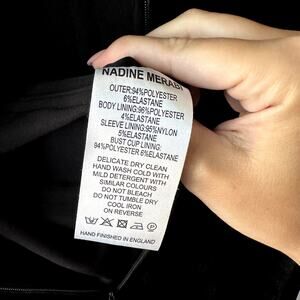 NADINE MERABI
OUTER:94%POLYESTER
6%ELASTANE
BODY LINING:96%POLYESTER
4%ELASTANE
SLEEVE LINING:95%NYLON
5%ELASTANE
BUST CUP LINING:
94%POLYESTER 6%ELASTANE
DELICATE DRY CLEAN
HAND WASH COLD WITH
MILD DETERGENT WITH
SIMILAR COLOURS
DO NOT BLEACH
DO NOT TUMBLE DRY
COOL IRON
ON REVERSE
HAND FINISHED IN ENGLAND